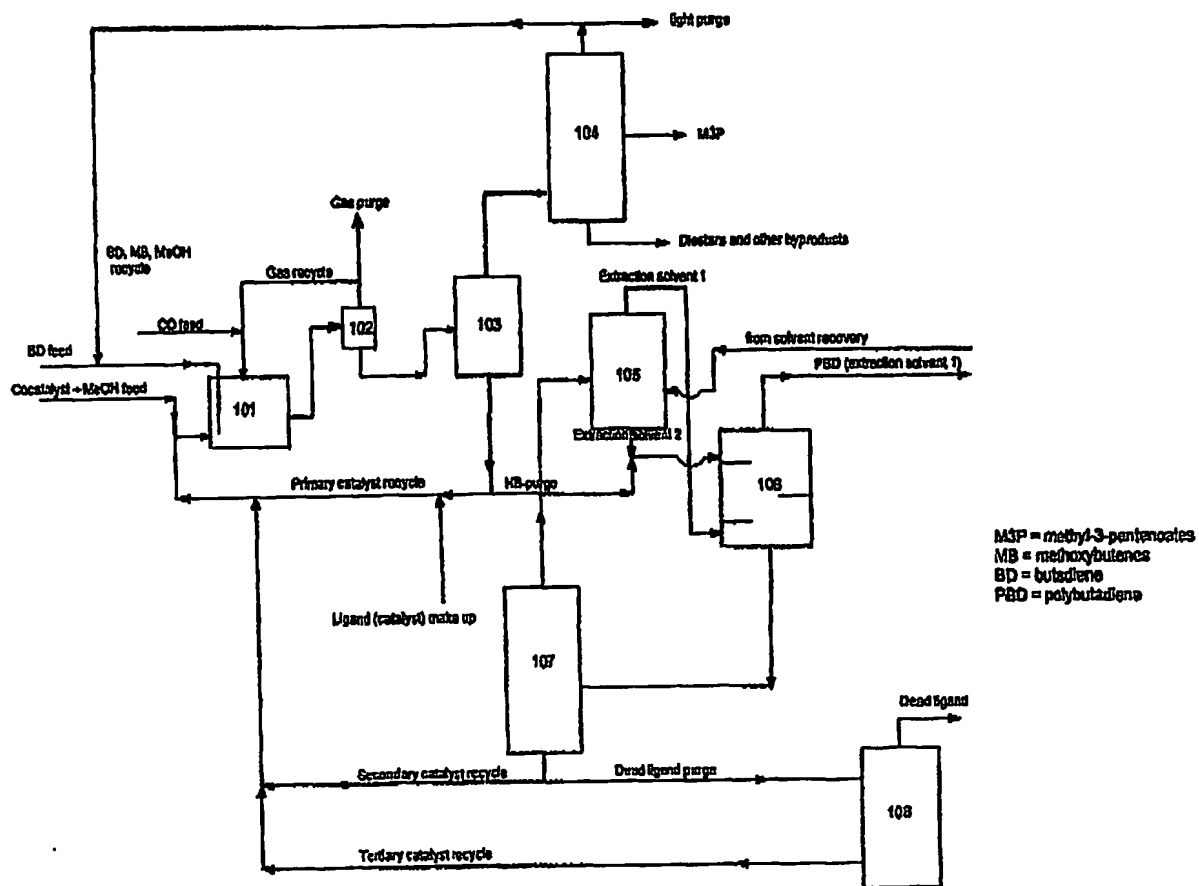 light purge
104
M3P
Gas purge
Diesters and other byproducts
BD, MB, MeOH
recycle
Gas recycle
Extraction solvent 1
CO feed
102
103
105
from solvent recovery
BD feed
PBD (extraction solvent 1)
Cocatalyst + MeOH feed
101
Extraction solvent 2
Primary catalyst recycle
HB-purge
106
M3P = methyl-3-pentenoates
MB = methoxybutenes
BD = butadiene
PBD = polybutadiene
Ligand (catalyst) make up
107
Dead ligand
Secondary catalyst recycle
Dead ligand purge
108
Tertiary catalyst recycle